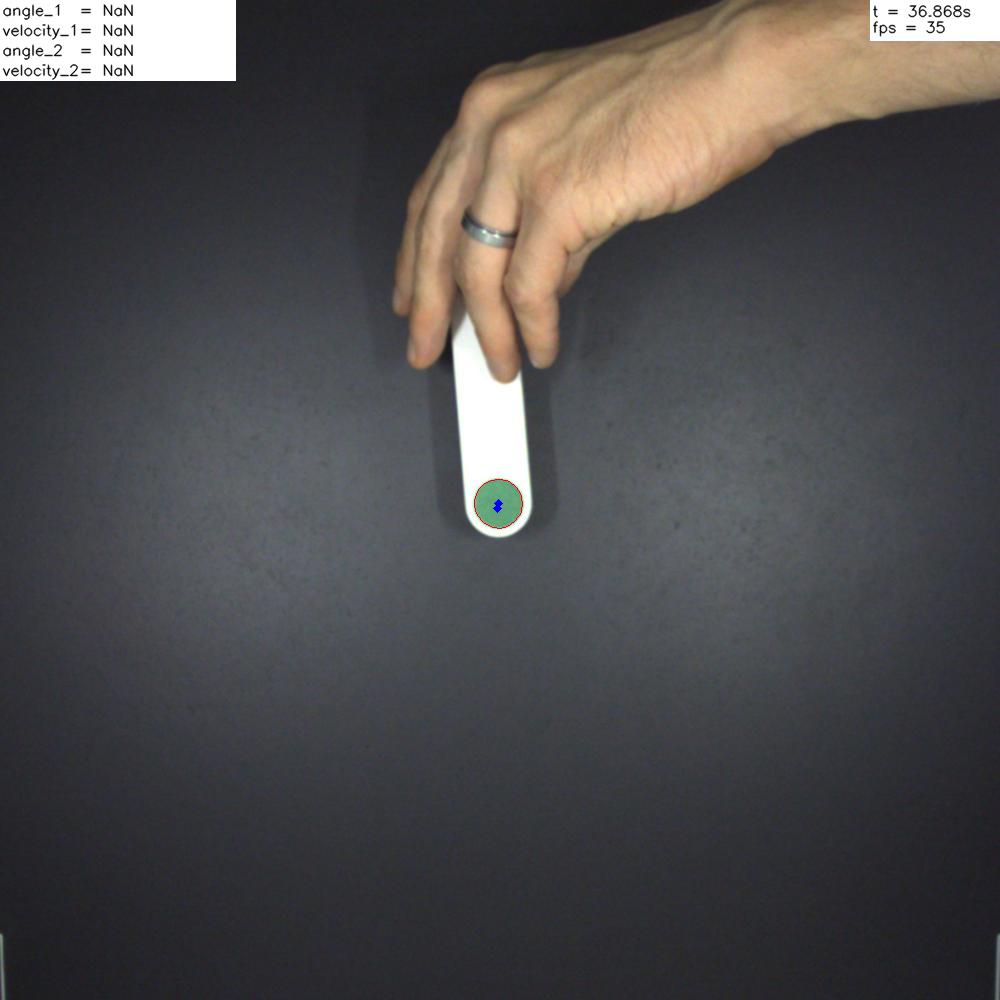 angle_1 = NaN
velocity_1= NaN
angle_2 = NaN
velocity_2= NaN
t = 36.868s
fps = 35